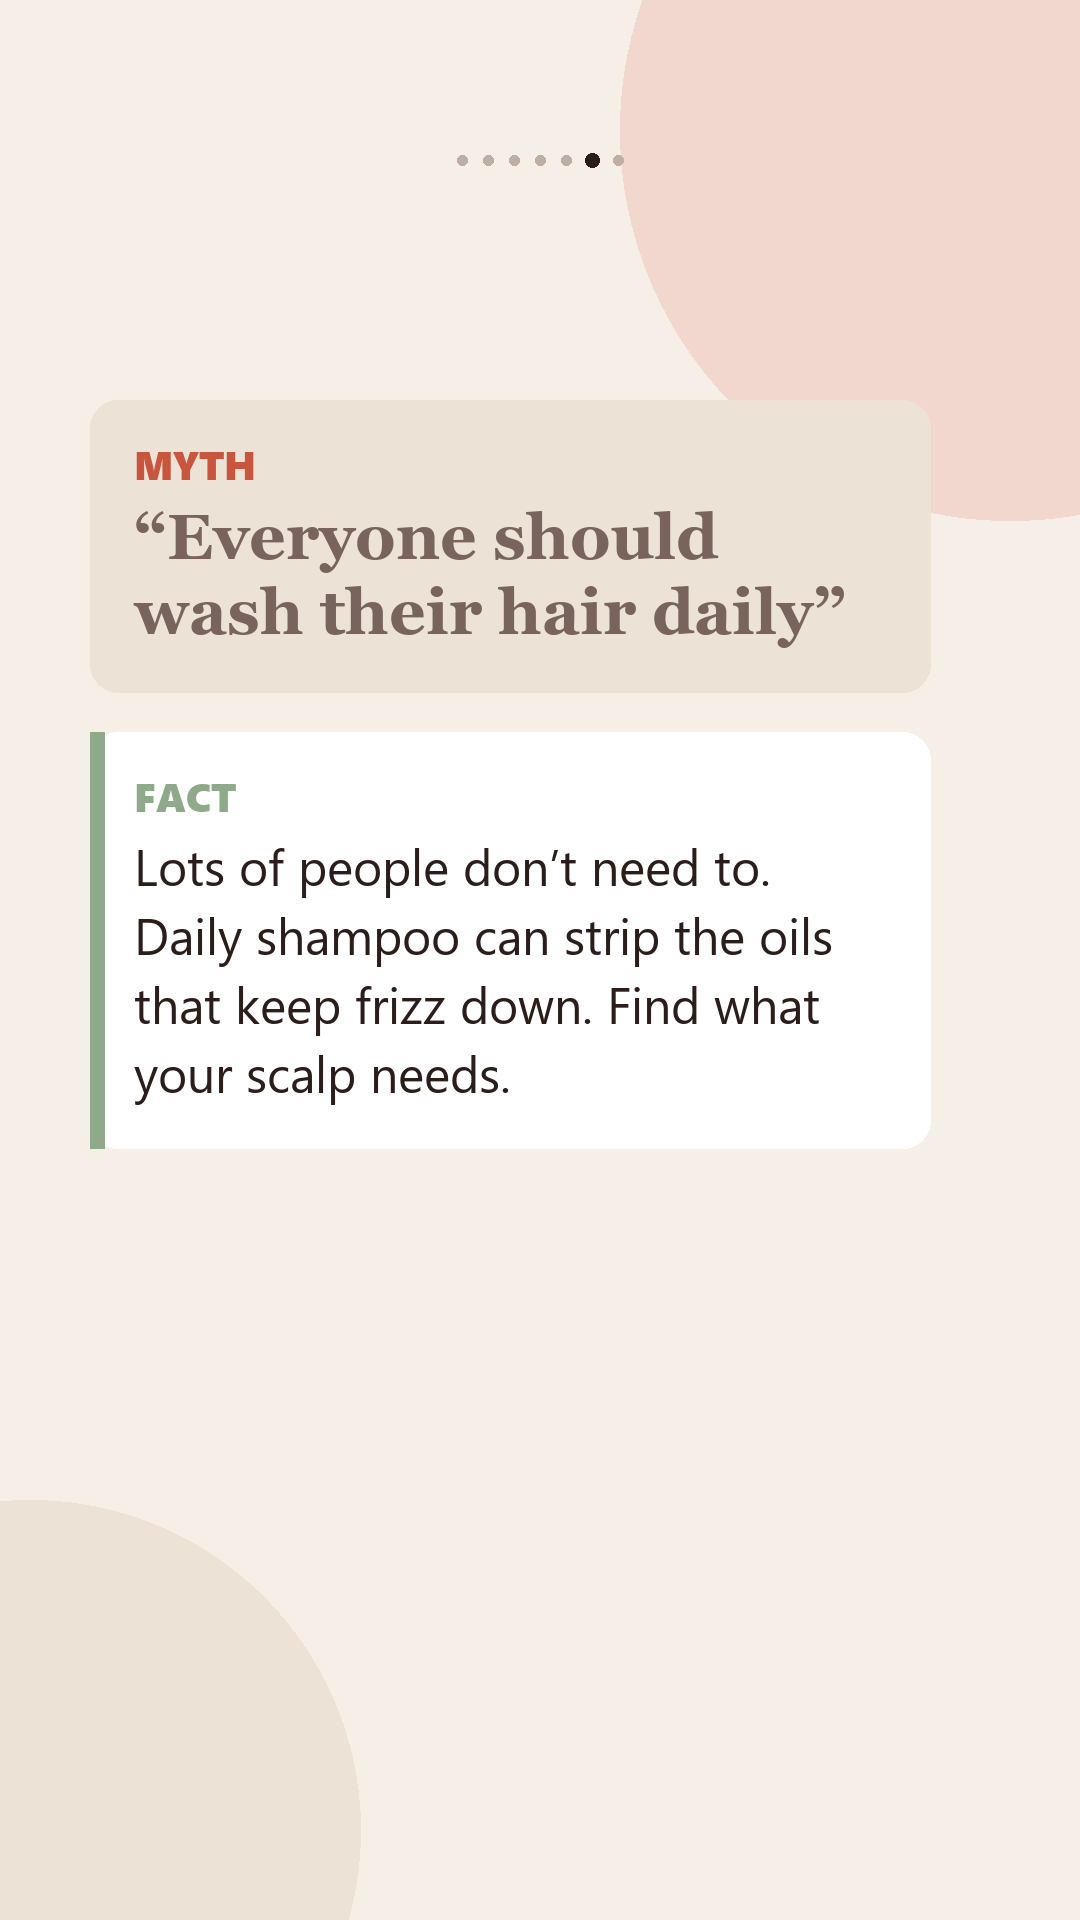 MYTH
“Everyone should
wash their hair daily”
FACT
Lots of people don’t need to.
Daily shampoo can strip the oils
that keep frizz down. Find what
your scalp needs.